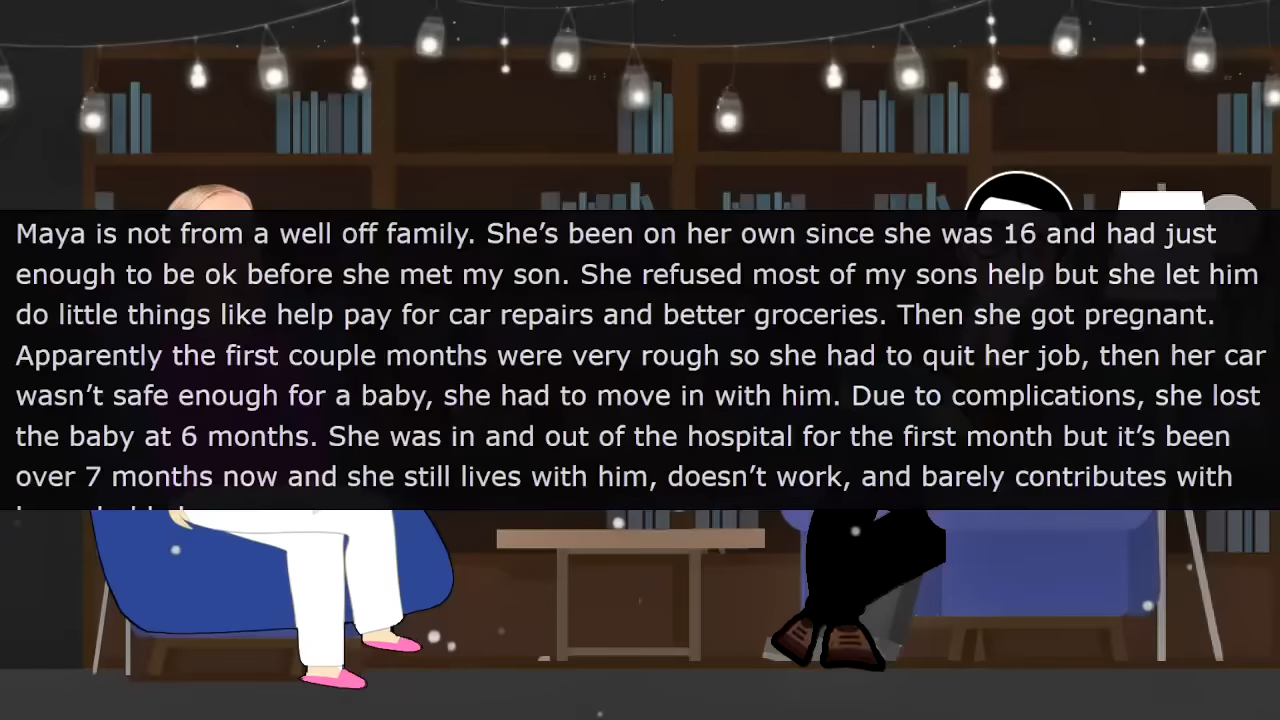 Maya is not from a well off family. She’s been on her own since she was 16 and had just
enough to be ok before she met my son. She refused most of my sons help but she let him
do little things like help pay for car repairs and better groceries. Then she got pregnant.
Apparently the first couple months were very rough so she had to quit her job, then her car
wasn’t safe enough for a baby, she had to move in with him. Due to complications, she lost
the baby at 6 months. She was in and out of the hospital for the first month but it’s been
over 7 months now and she still lives with him, doesn’t work, and barely contributes with